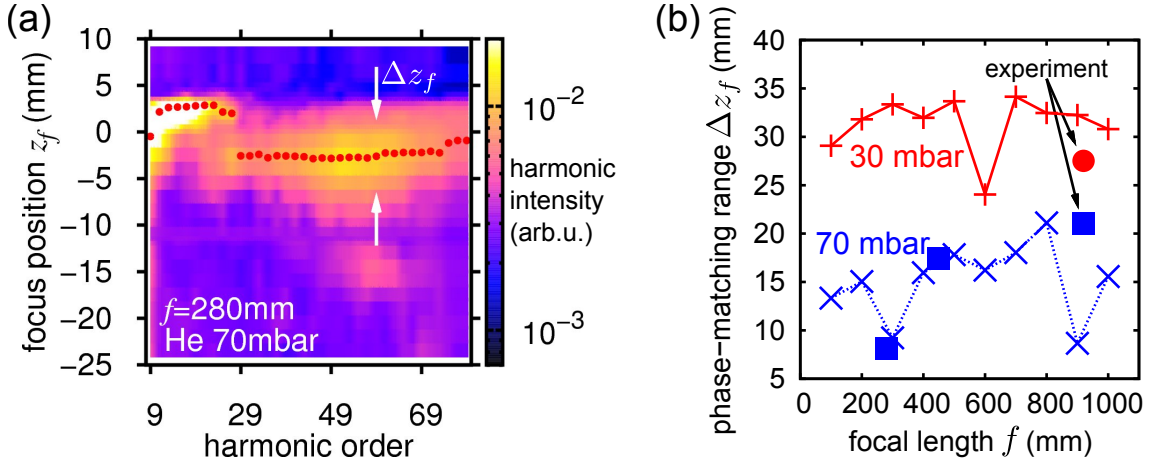 (a)
10
5
0
−5
−10
−15
−20
−25
focus position z_f (mm)
Δz_f
f=280mm
He 70mbar
9
29
49
69
harmonic order
10⁻²
harmonic
intensity
(arb.u.)
10⁻³
(b)
40
35
30
25
20
15
10
5
phase−matching range Δz_f (mm)
experiment
30 mbar
70 mbar
0
200
400
600
800
1000
focal length f (mm)